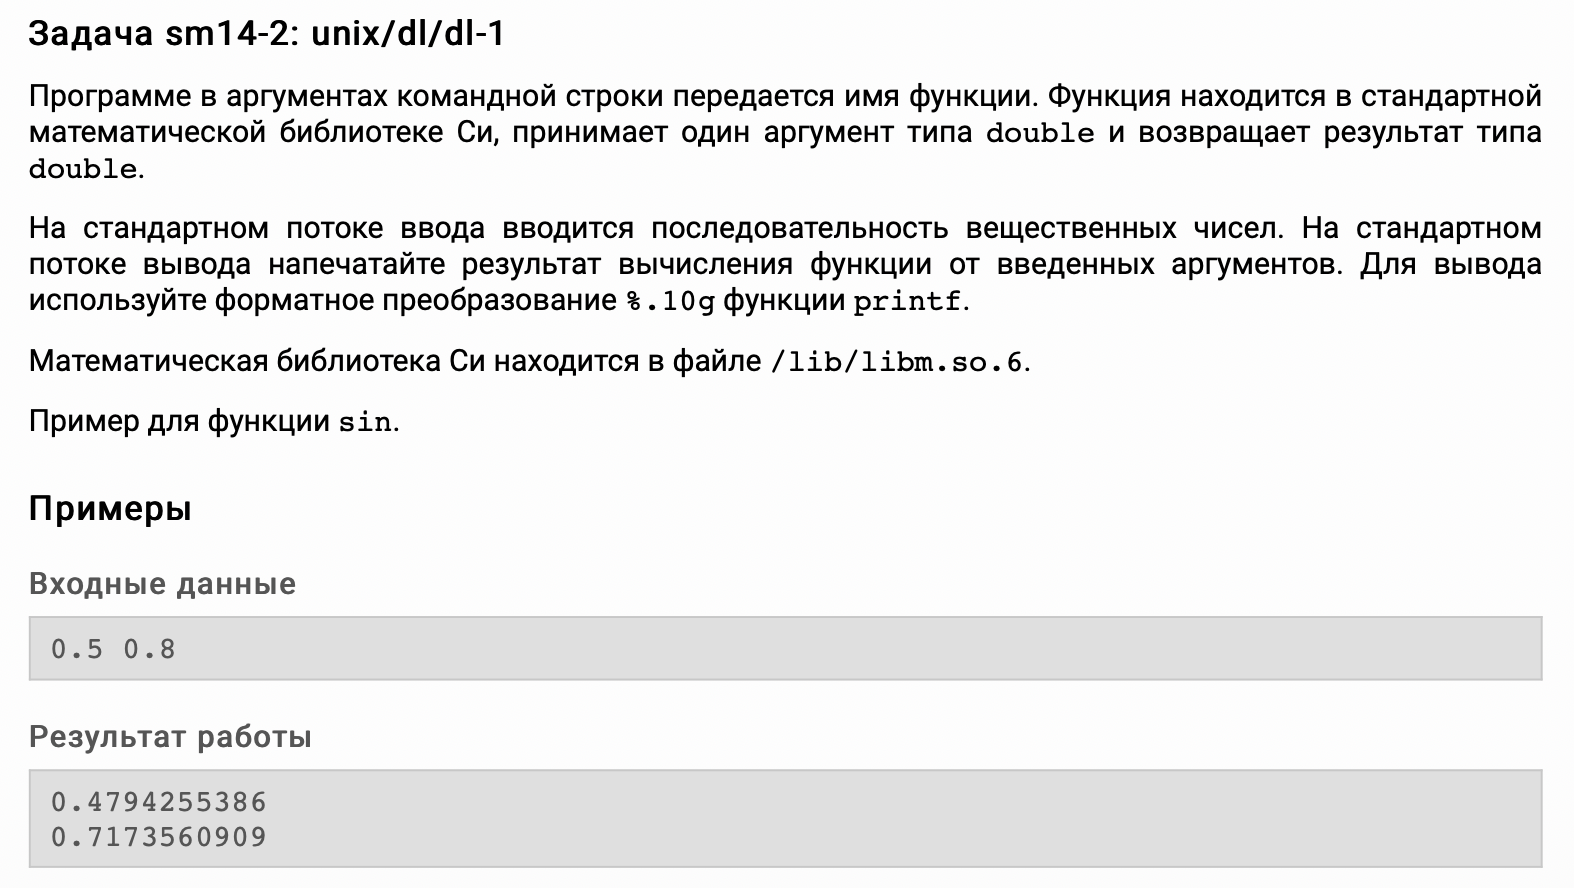 Задача sm14-2: unix/dl/dl-1
Программе в аргументах командной строки передается имя функции. Функция находится в стандартной
математической библиотеке Си, принимает один аргумент типа double и возвращает результат типа
double.
На стандартном потоке ввода вводится последовательность вещественных чисел. На стандартном
потоке вывода напечатайте результат вычисления функции от введенных аргументов. Для вывода
используйте форматное преобразование %.10g функции printf.
Математическая библиотека Си находится в файле /lib/libm.so.6.
Пример для функции sin.
Примеры
Входные данные
0.5 0.8
Результат работы
0.4794255386
0.7173560909